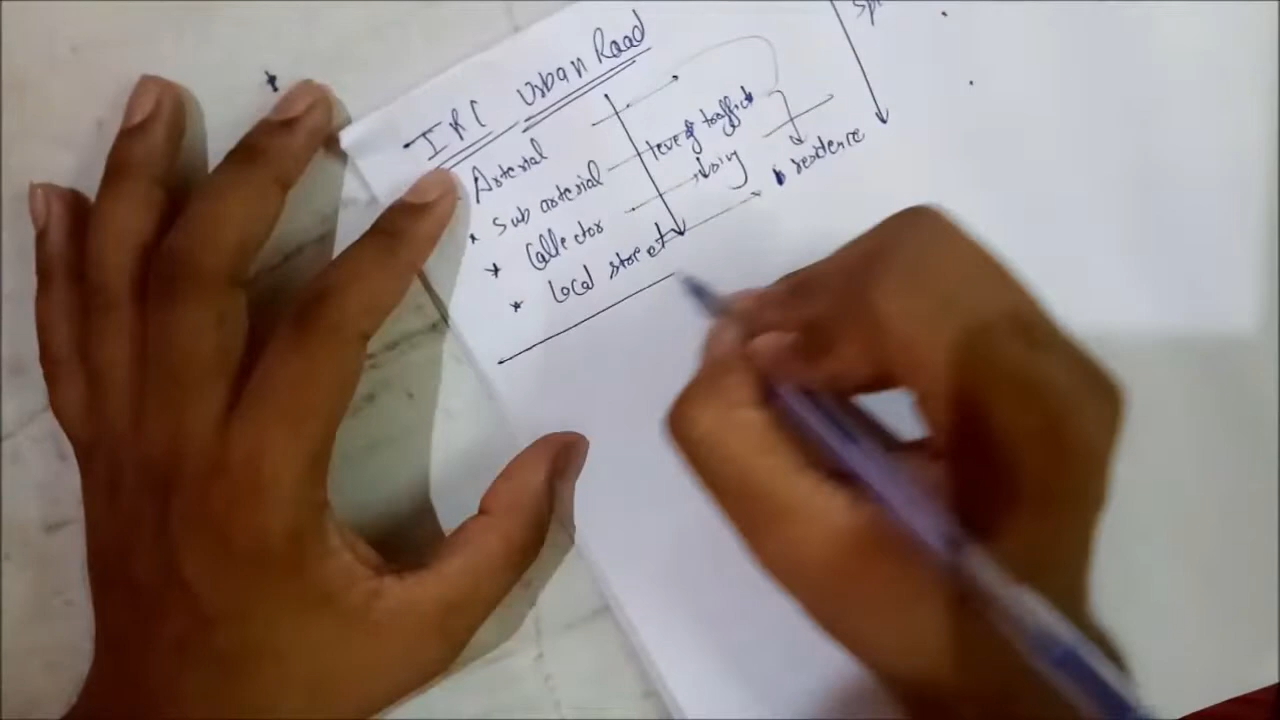 IRC Urban Road
Arterial
* Sub arterial
* Collector
* Local street
level of traffic
residence